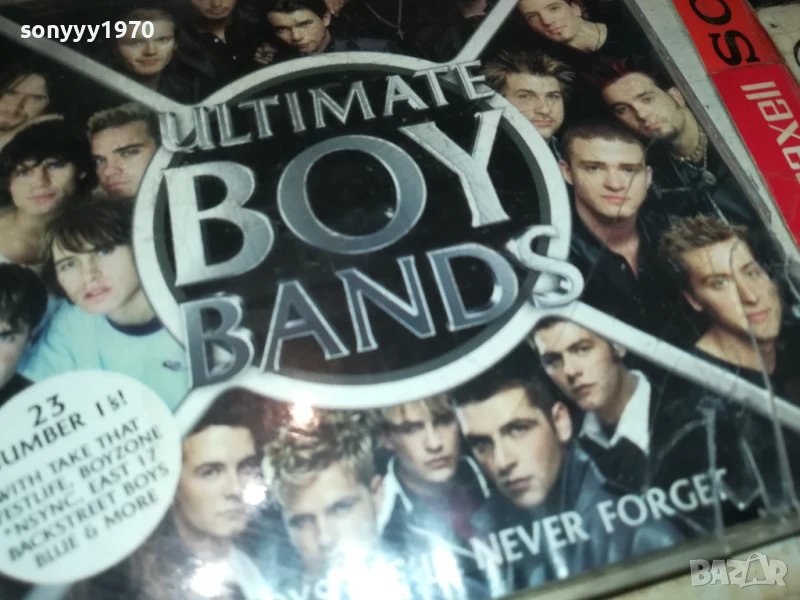 sonyyy1970
ULTIMATE
BOY
BANDS
23
NUMBER 1's!
WITH TAKE THAT
WESTLIFE, BOYZONE
*NSYNC, EAST 17
BACKSTREET BOYS
BLUE & MORE
NEVER FORGET
maxell
BAZAR